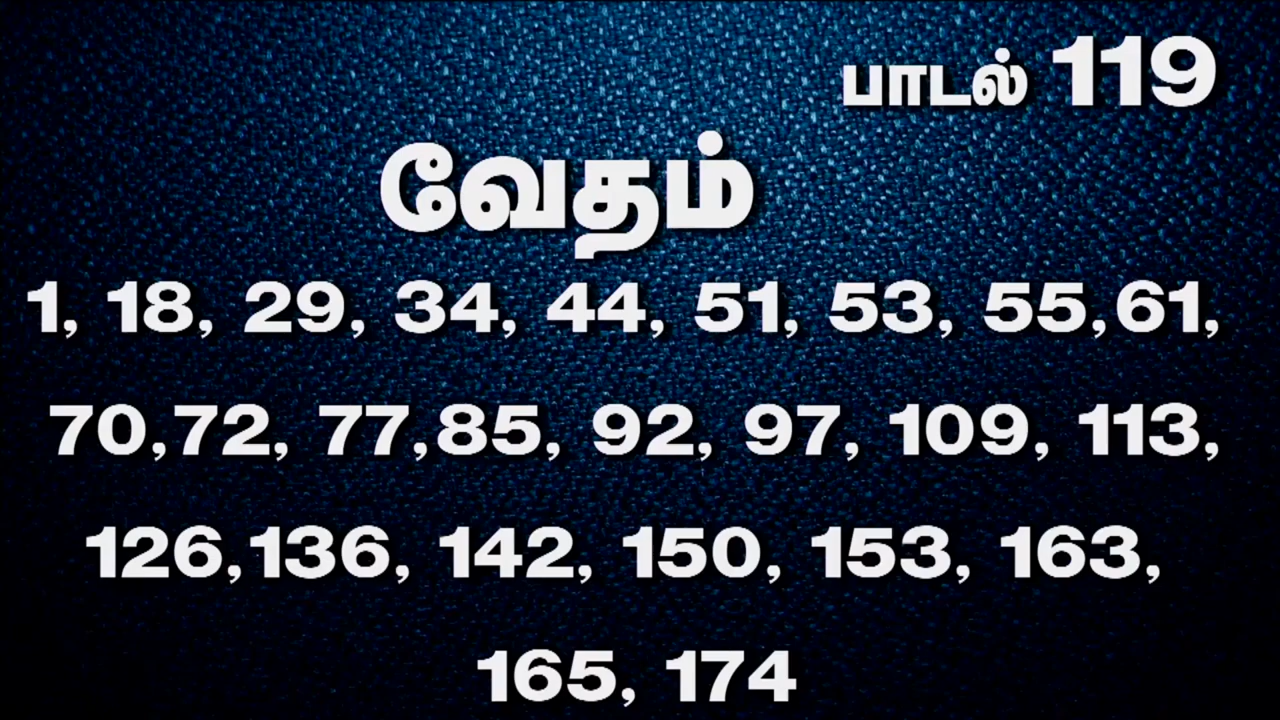 பாடல் 119
வேதம்
1, 18, 29, 34, 44, 51, 53, 55,61,
70,72, 77,85, 92, 97, 109, 113,
126,136, 142, 150, 153, 163,
165, 174